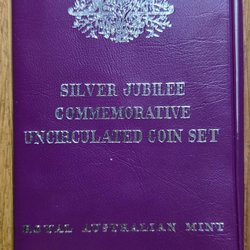 SILVER JUBILEE
COMMEMORATIVE
UNCIRCULATED COIN SET
ROYAL AUSTRALIAN MINT